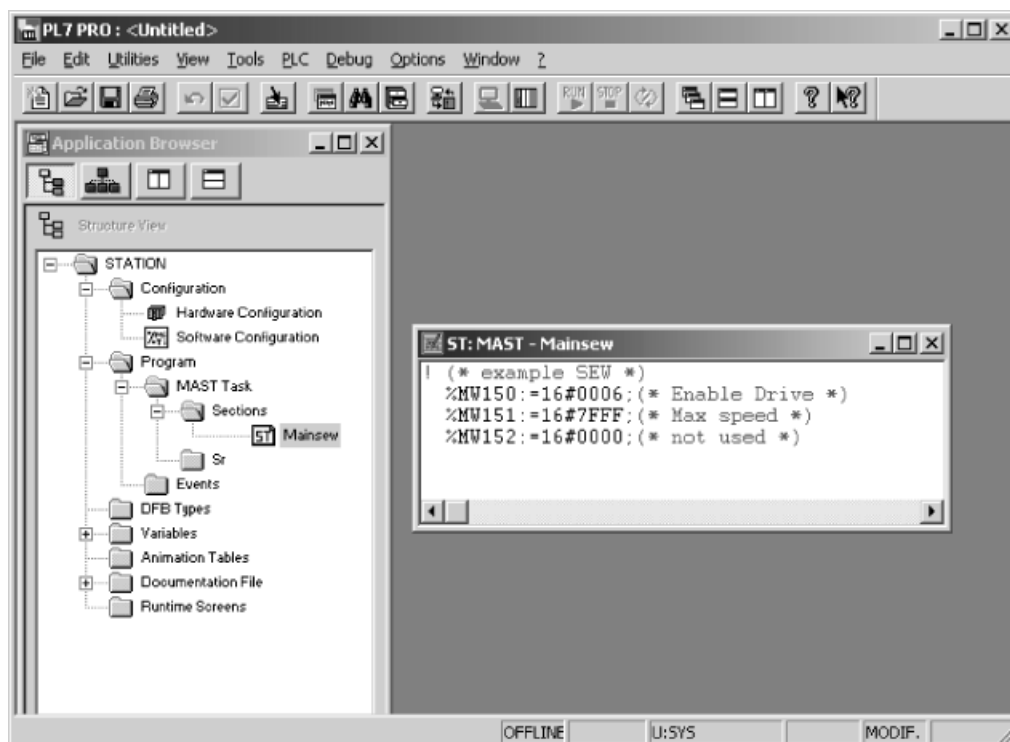 PL7 PRO : <Untitled>
File Edit Utilities View Tools PLC Debug Options Window ?
RUN STOP
Application Browser
Structure View
STATION
Configuration
Hardware Configuration
Software Configuration
Program
MAST Task
Sections
ST Mainsew
Sr
Events
DFB Types
Variables
Animation Tables
Documentation File
Runtime Screens
ST: MAST - Mainsew
! (* example SEW *)
%MW150:=16#0006;(* Enable Drive *)
%MW151:=16#7FFF;(* Max speed *)
%MW152:=16#0000;(* not used *)
OFFLINE U:SYS MODIF.